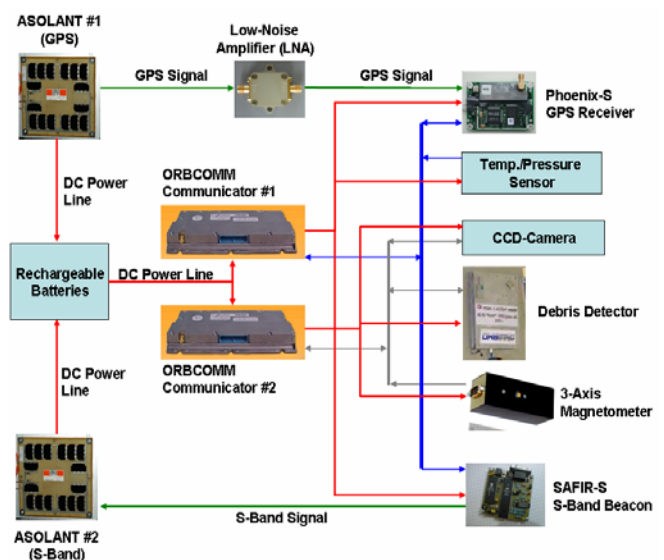 ASOLANT #1
(GPS)
Low-Noise
Amplifier (LNA)
GPS Signal
GPS Signal
Phoenix-S
GPS Receiver
DC Power
Line
ORBCOMM
Communicator #1
Temp./Pressure
Sensor
CCD-Camera
Rechargeable
Batteries
DC Power Line
Debris Detector
DC Power
Line
ORBCOMM
Communicator #2
3-Axis
Magnetometer
SAFIR-S
S-Band Beacon
S-Band Signal
ASOLANT #2
(S-Band)